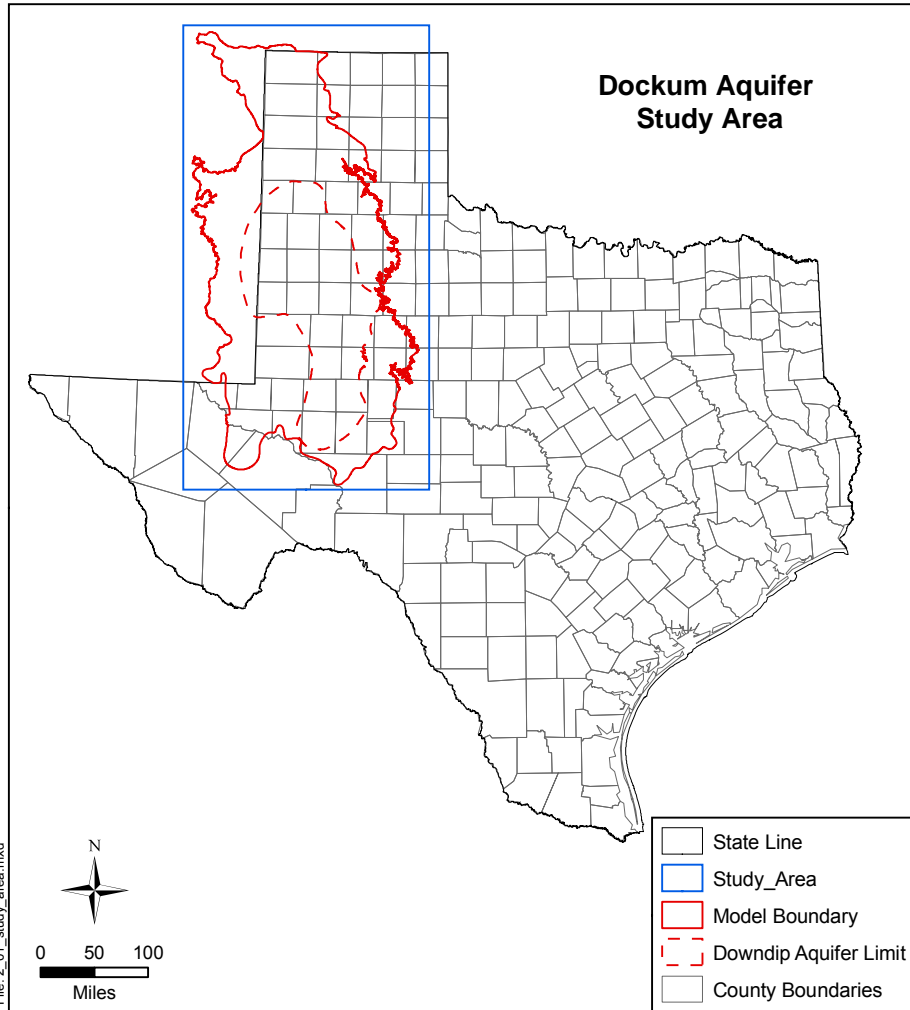 Dockum Aquifer
Study Area
N
0 50 100
Miles
State Line
Study_Area
Model Boundary
Downdip Aquifer Limit
County Boundaries